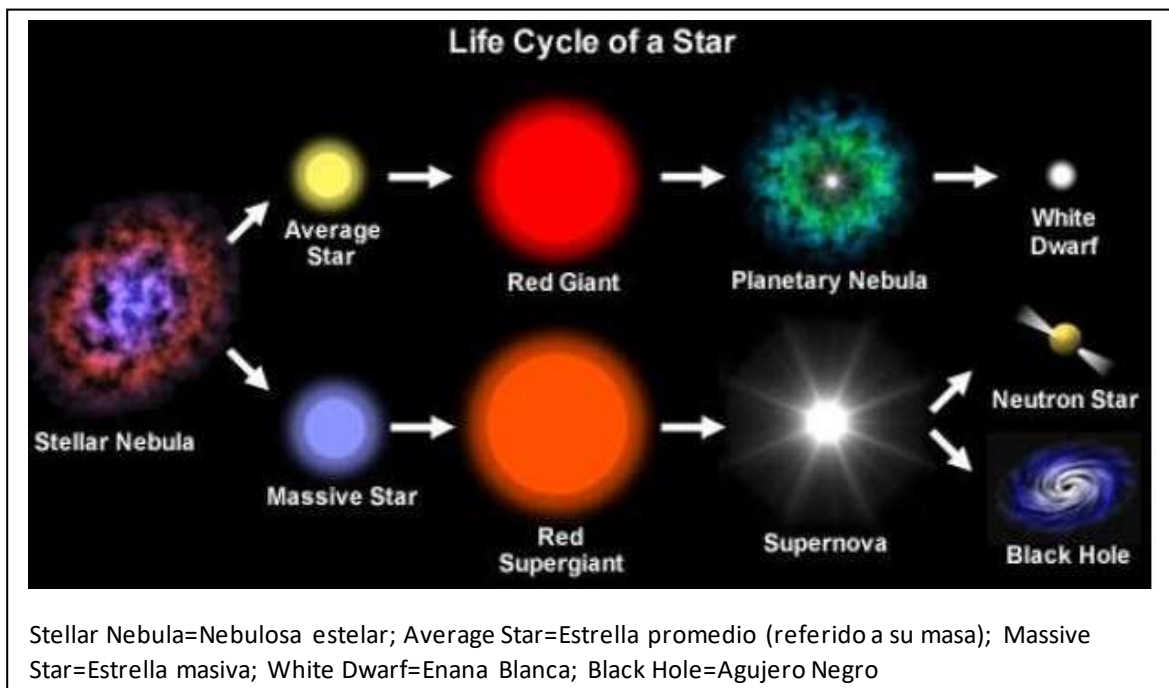 Life Cycle of a Star
Average
Star
Red Giant
Planetary Nebula
White
Dwarf
Stellar Nebula
Massive Star
Red
Supergiant
Supernova
Neutron Star
Black Hole
Stellar Nebula=Nebulosa estelar; Average Star=Estrella promedio (referido a su masa); Massive
Star=Estrella masiva; White Dwarf=Enana Blanca; Black Hole=Agujero Negro